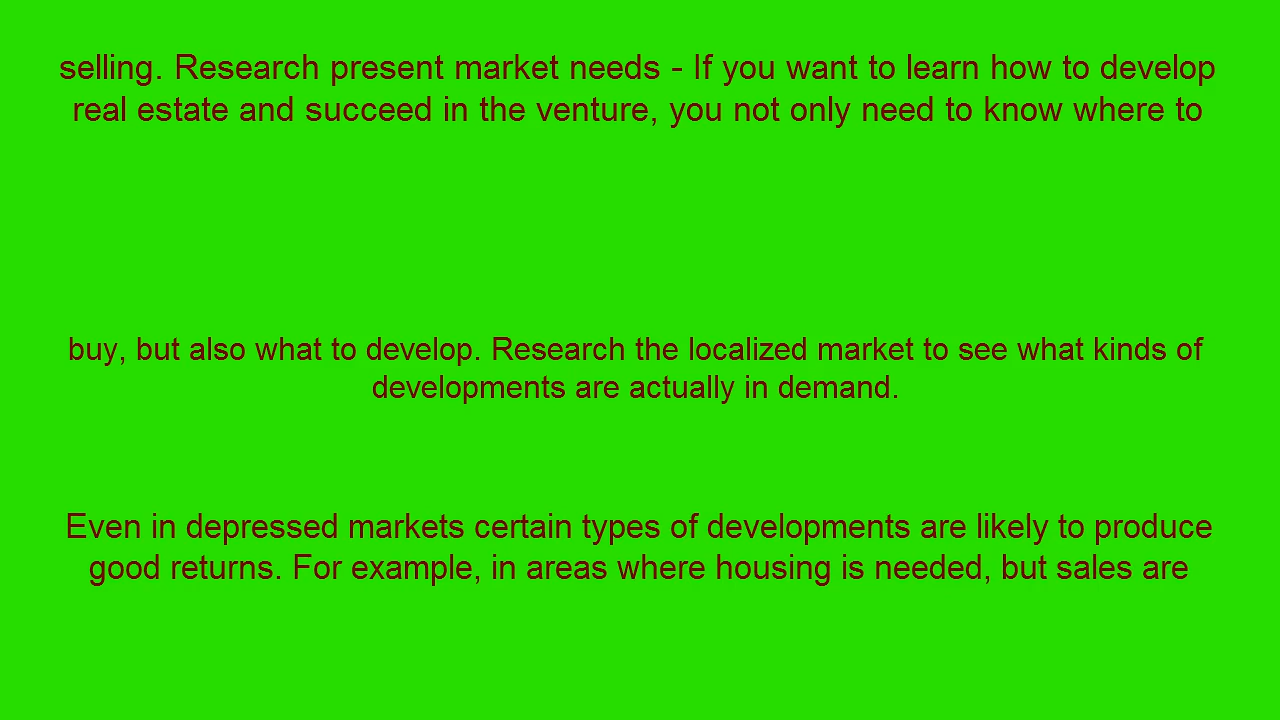 selling. Research present market needs - If you want to learn how to develop
real estate and succeed in the venture, you not only need to know where to
buy, but also what to develop. Research the localized market to see what kinds of
developments are actually in demand.
Even in depressed markets certain types of developments are likely to produce
good returns. For example, in areas where housing is needed, but sales are